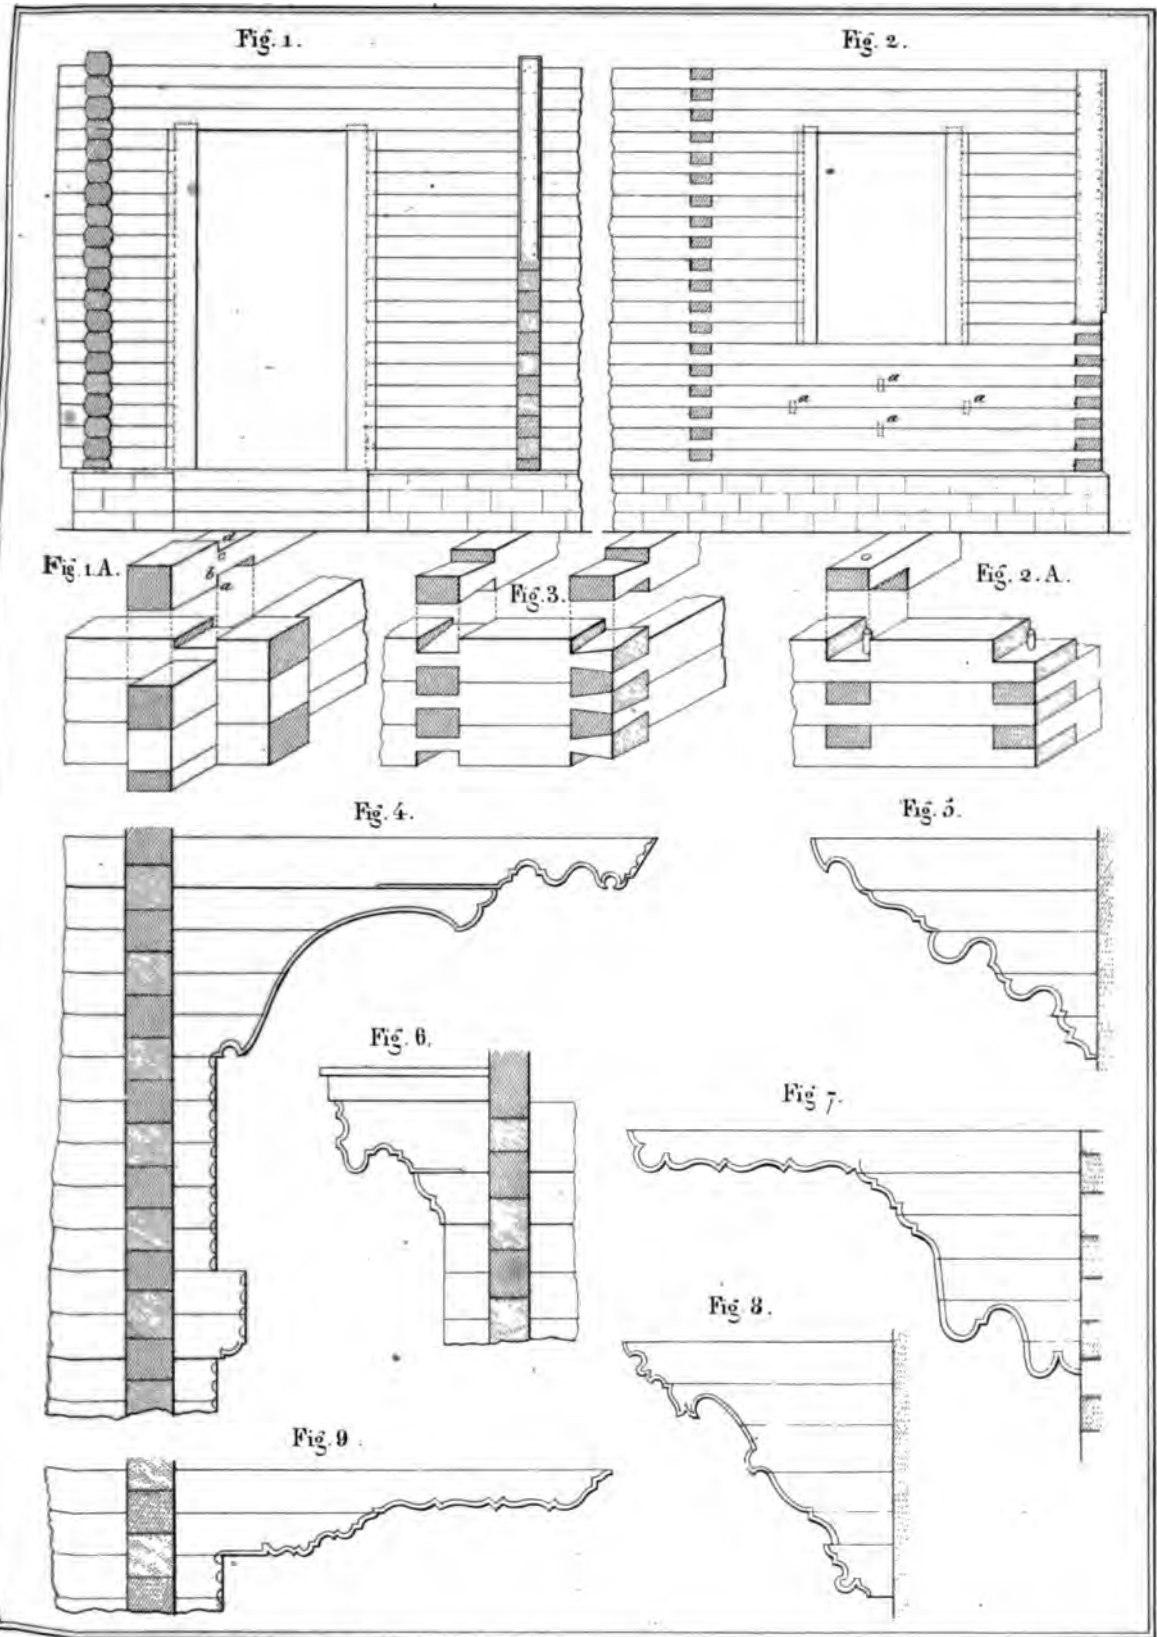 Fig. 1.
Fig. 2.
a
a
a
a
Fig. 1.A.
d
c
b
a
Fig. 3.
Fig. 2.A.
Fig. 4.
Fig. 5.
Fig. 6.
Fig 7.
Fig. 8.
Fig. 9